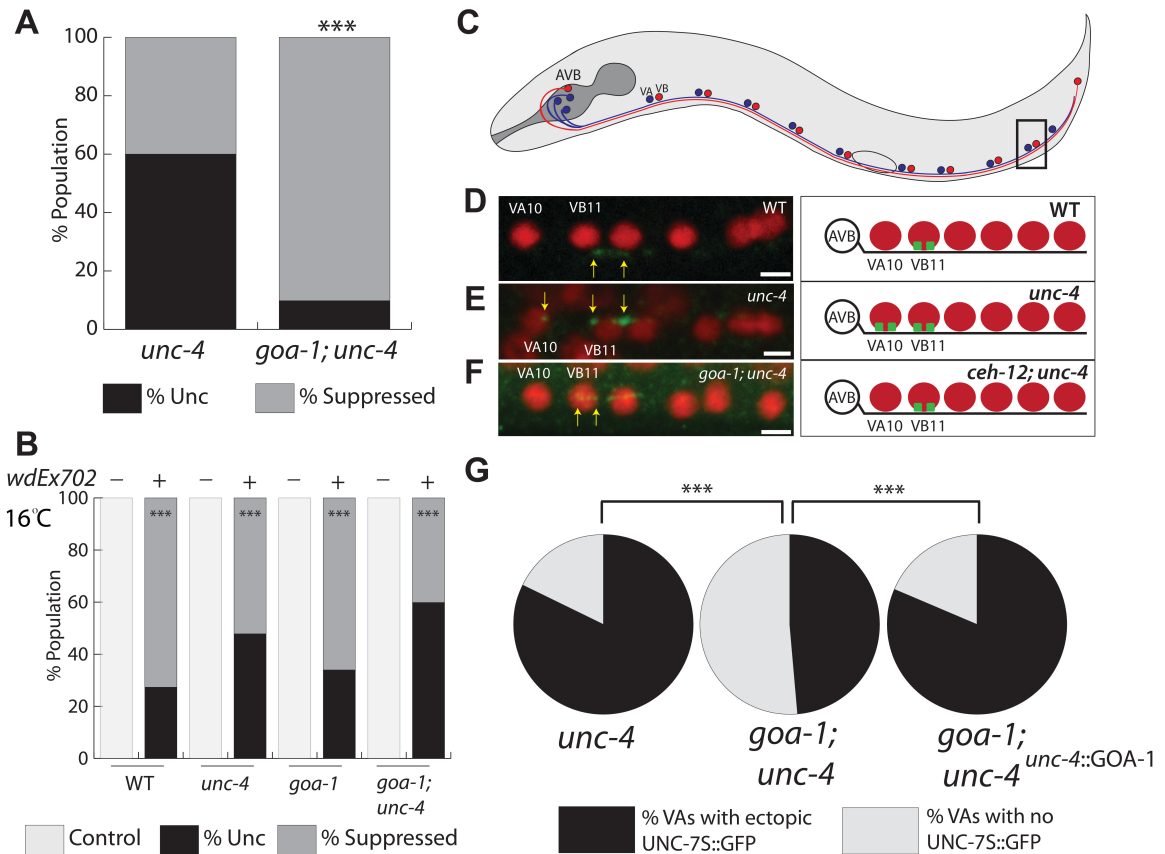 A
***
100
80
60
40
20
0
% Population
unc-4
goa-1; unc-4
% Unc
% Suppressed
B
wdEx702
– + – + – + – +
16°C
100
80
60
40
20
0
% Population
*** *** *** ***
WT
unc-4
goa-1
goa-1;
unc-4
Control
% Unc
% Suppressed
C
AVB
VA VB
D
VA10 VB11 WT
WT
AVB
VA10 VB11
E
unc-4
VA10 VB11
unc-4
AVB
VA10 VB11
F
VA10 VB11 goa-1; unc-4
ceh-12; unc-4
AVB
VA10 VB11
G
*** ***
unc-4
goa-1;
unc-4
goa-1;
unc-4 unc-4::GOA-1
% VAs with ectopic
UNC-7S::GFP
% VAs with no
UNC-7S::GFP